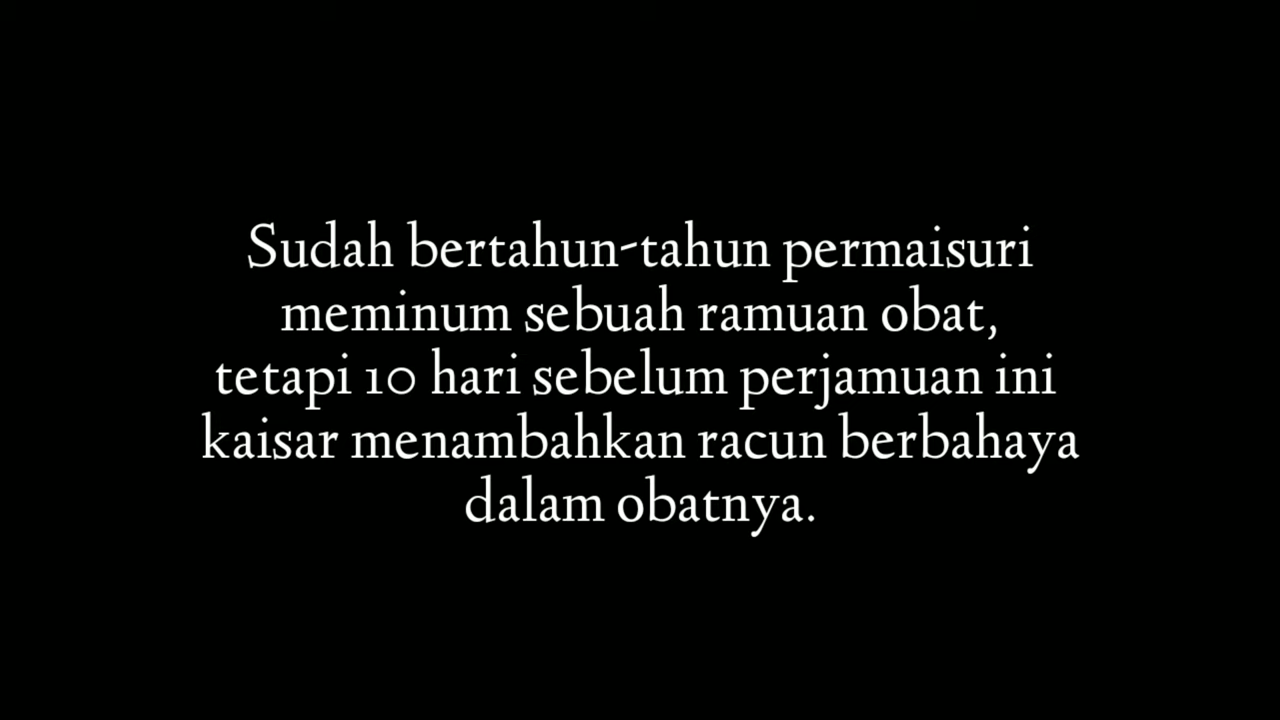 Sudah bertahun-tahun permaisuri
meminum sebuah ramuan obat,
tetapi 10 hari sebelum perjamuan ini
kaisar menambahkan racun berbahaya
dalam obatnya.